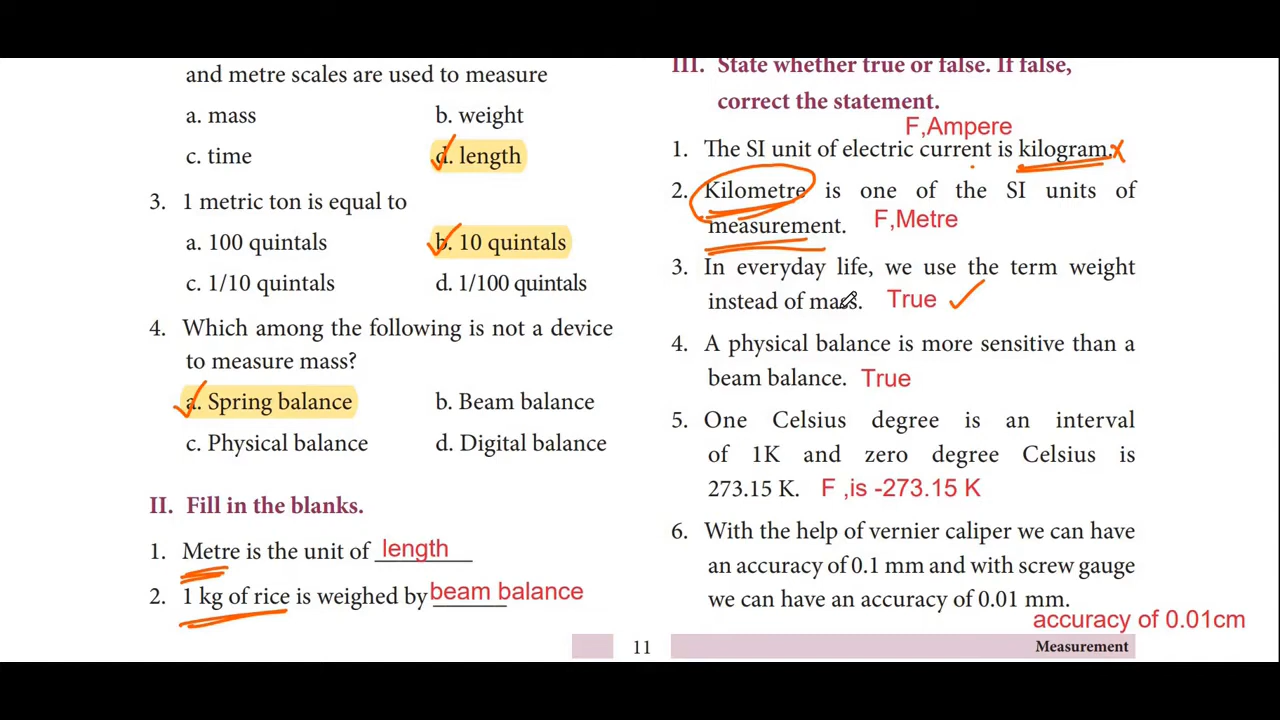 and metre scales are used to measure
a. mass
b. weight
c. time
d. length
3. 1 metric ton is equal to
a. 100 quintals
b. 10 quintals
c. 1/10 quintals
d. 1/100 quintals
4. Which among the following is not a device
to measure mass?
a. Spring balance
b. Beam balance
c. Physical balance
d. Digital balance
II. Fill in the blanks.
1. Metre is the unit of length
2. 1 kg of rice is weighed by beam balance
11
III. State whether true or false. If false,
correct the statement.
F,Ampere
1. The SI unit of electric current is kilogram. x
2. Kilometre is one of the SI units of
measurement. F,Metre
3. In everyday life, we use the term weight
instead of mass. True
4. A physical balance is more sensitive than a
beam balance. True
5. One Celsius degree is an interval
of 1K and zero degree Celsius is
273.15 K. F ,is -273.15 K
6. With the help of vernier caliper we can have
an accuracy of 0.1 mm and with screw gauge
we can have an accuracy of 0.01 mm.
accuracy of 0.01cm
Measurement